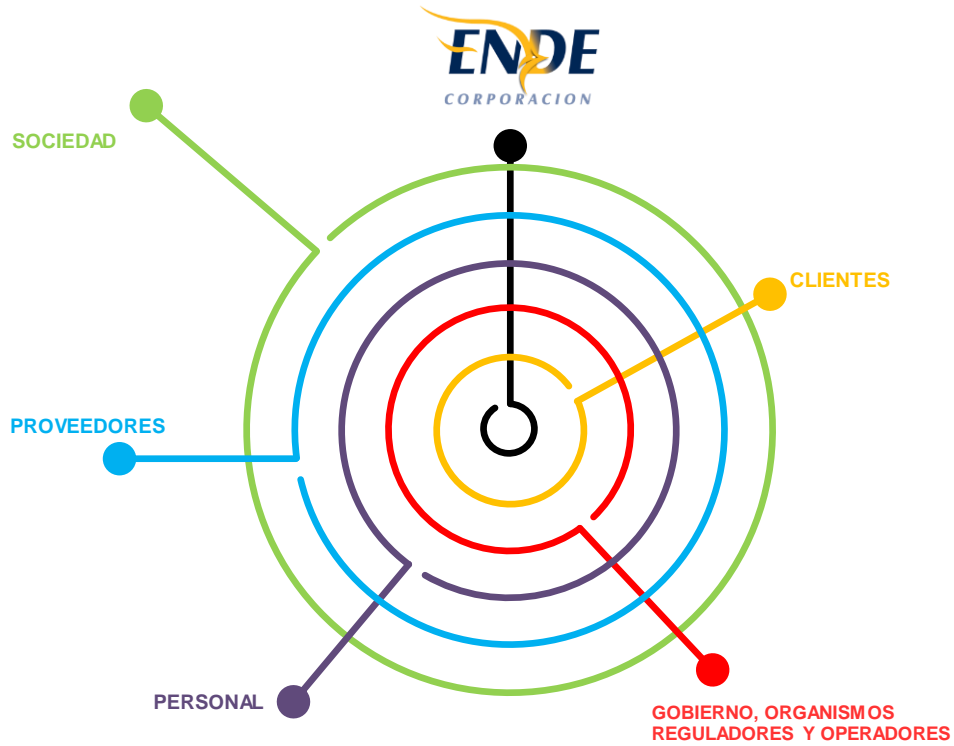 ENDE
CORPORACION
SOCIEDAD
CLIENTES
PROVEEDORES
PERSONAL
GOBIERNO, ORGANISMOS
REGULADORES Y OPERADORES